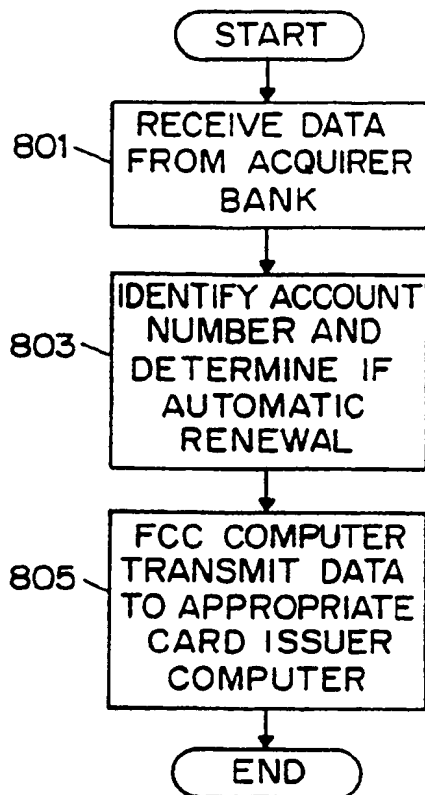 START
801
RECEIVE DATA
FROM ACQUIRER
BANK
803
IDENTIFY ACCOUNT
NUMBER AND
DETERMINE IF
AUTOMATIC
RENEWAL
805
FCC COMPUTER
TRANSMIT DATA
TO APPROPRIATE
CARD ISSUER
COMPUTER
END